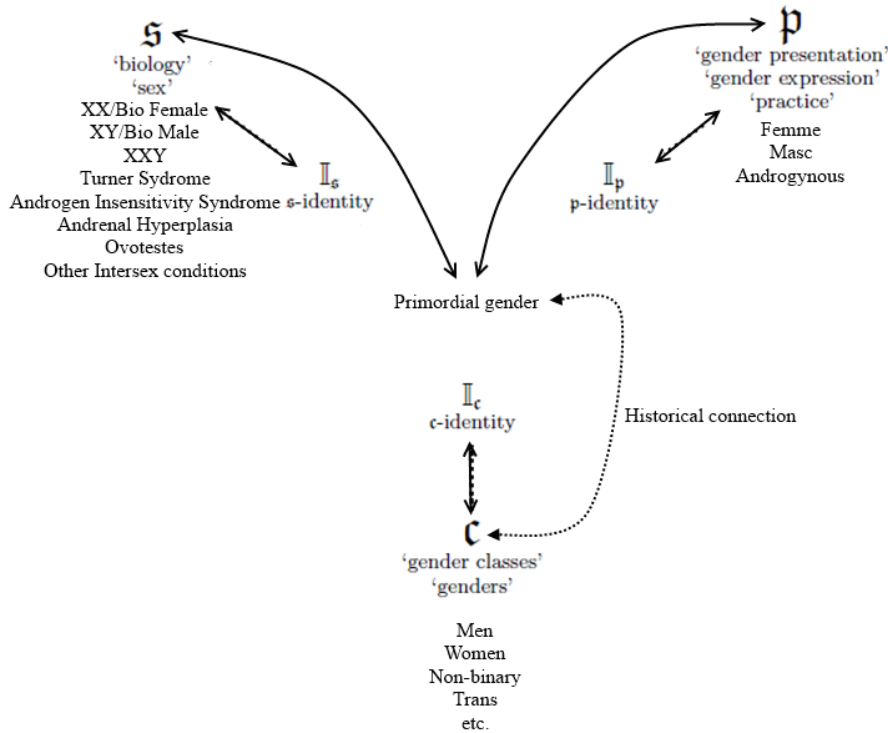 𝔰
‘biology’
‘sex’
XX/Bio Female
XY/Bio Male
XXY
Turner Sydrome
Androgen Insensitivity Syndrome
Andrenal Hyperplasia
Ovotestes
Other Intersex conditions
𝕀𝔰
𝔰-identity
𝔭
‘gender presentation’
‘gender expression’
‘practice’
Femme
Masc
Androgynous
𝕀𝔭
𝔭-identity
Primordial gender
Historical connection
𝕀𝔠
𝔠-identity
𝔠
‘gender classes’
‘genders’
Men
Women
Non-binary
Trans
etc.